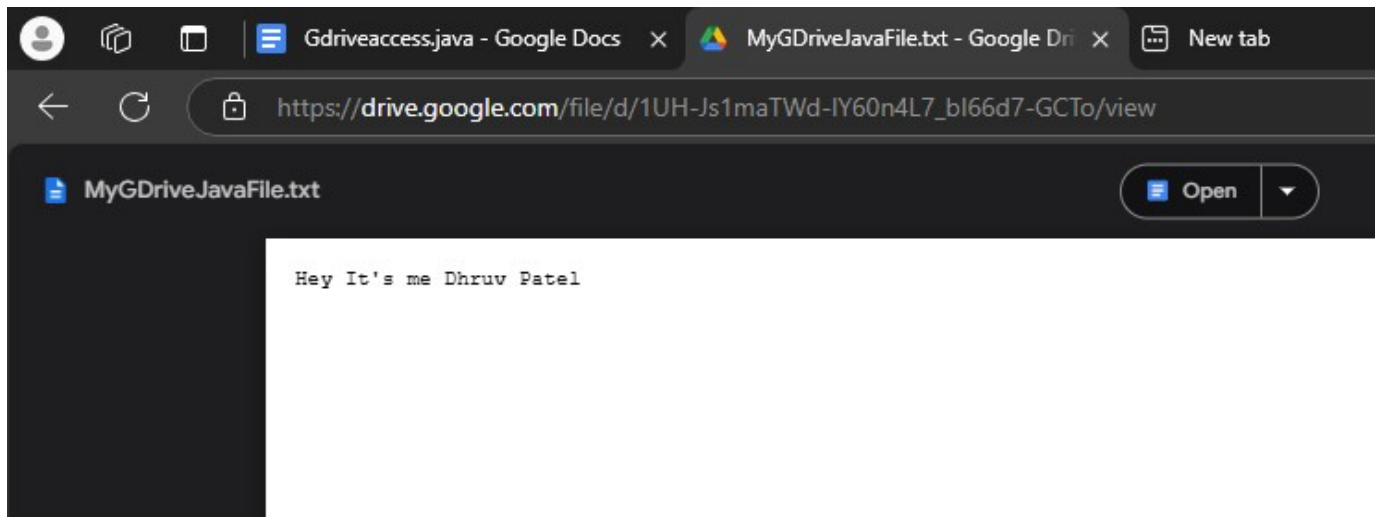 Gdriveaccess.java - Google Docs
MyGDriveJavaFile.txt - Google Dri
New tab
https://drive.google.com/file/d/1UH-Js1maTWd-IY60n4L7_bI66d7-GCTo/view
MyGDriveJavaFile.txt
Open
Hey It's me Dhruv Patel